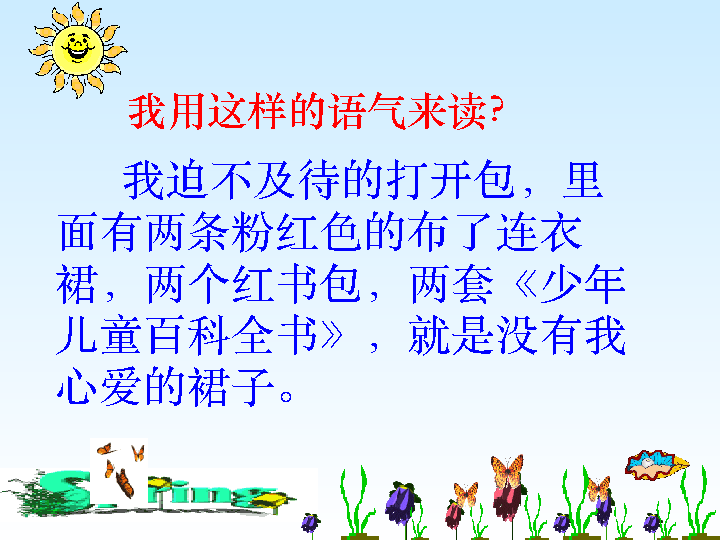 我用这样的语气来读?
我迫不及待的打开包，里
面有两条粉红色的布了连衣
裙，两个红书包，两套《少年
儿童百科全书》，就是没有我
心爱的裙子。
Spring